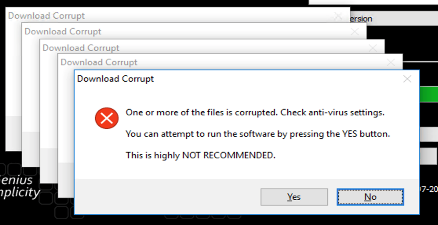 Download Corrupt
ersion
Download Corrupt
Download Corrupt
Download Corrupt
Download Corrupt
One or more of the files is corrupted. Check anti-virus settings.
You can attempt to run the software by pressing the YES button.
This is highly NOT RECOMMENDED.
Yes
No
enius
mplicity
07-20